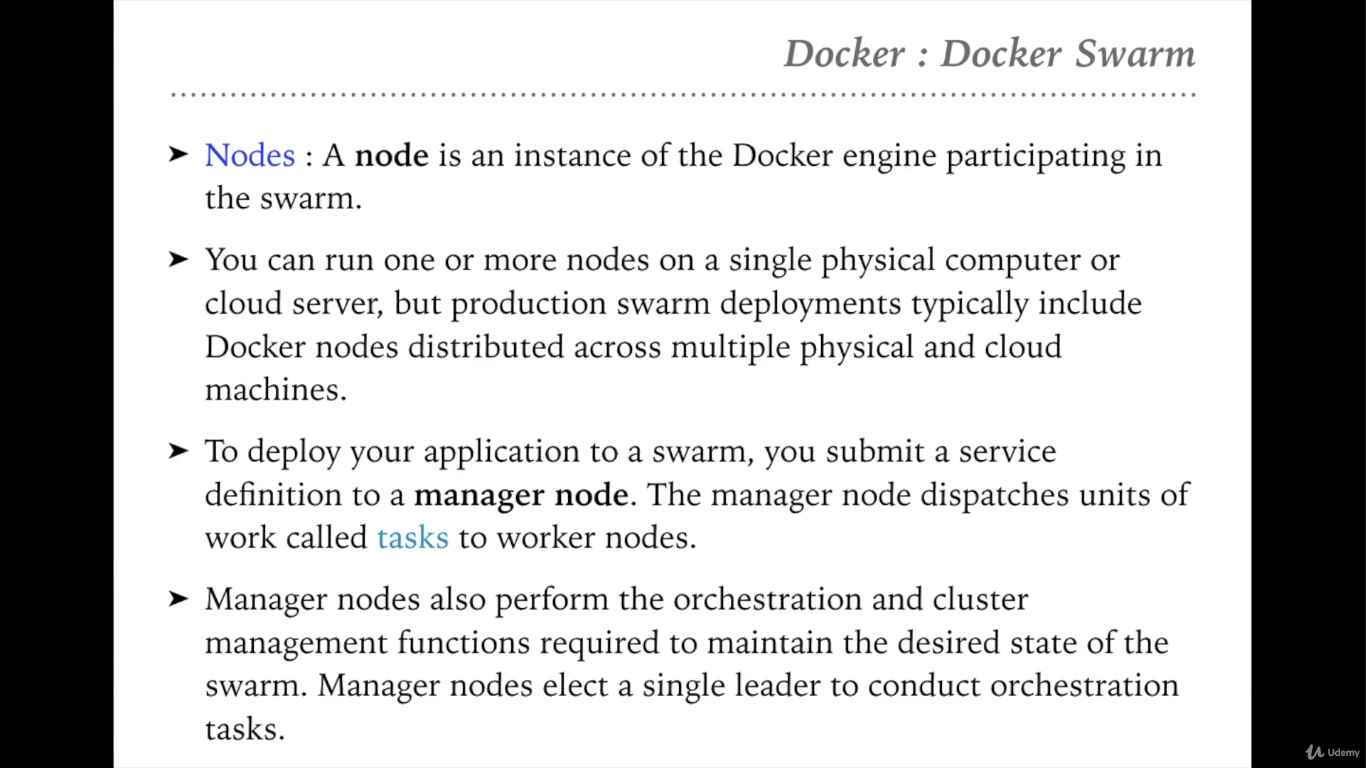 Docker : Docker Swarm
➤ Nodes : A node is an instance of the Docker engine participating in
the swarm.
➤ You can run one or more nodes on a single physical computer or
cloud server, but production swarm deployments typically include
Docker nodes distributed across multiple physical and cloud
machines.
➤ To deploy your application to a swarm, you submit a service
definition to a manager node. The manager node dispatches units of
work called tasks to worker nodes.
➤ Manager nodes also perform the orchestration and cluster
management functions required to maintain the desired state of the
swarm. Manager nodes elect a single leader to conduct orchestration
tasks.
Udemy